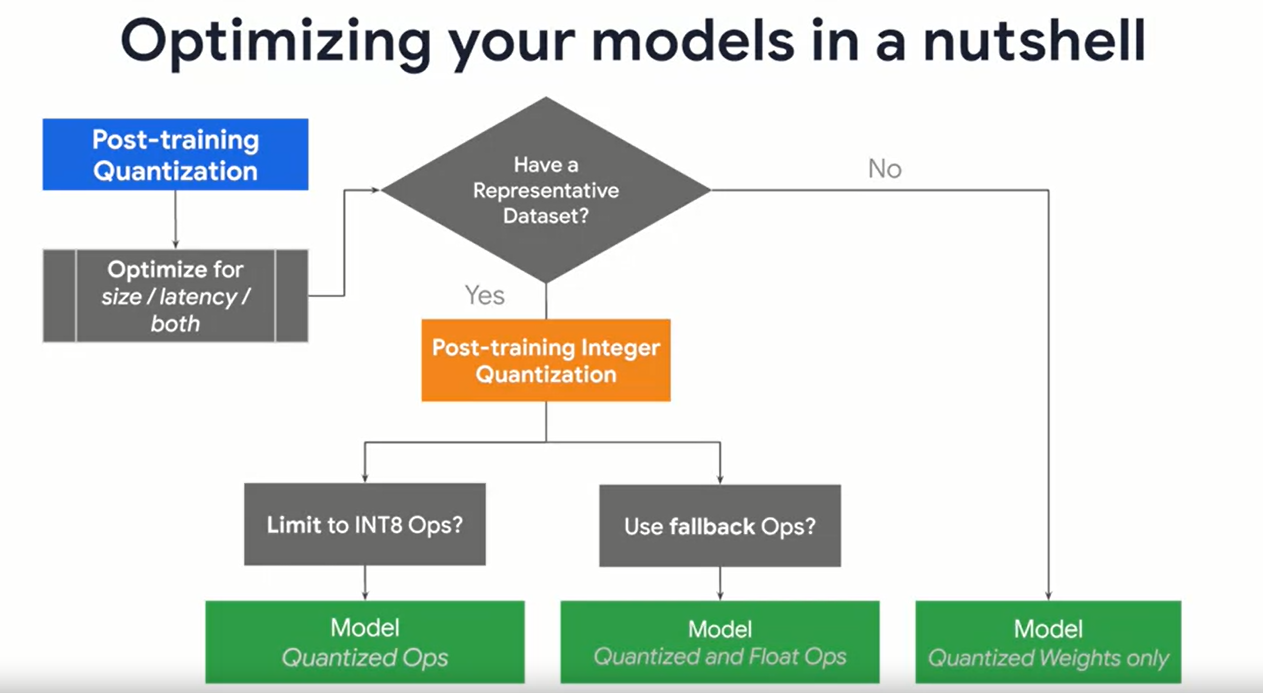 Optimizing your models in a nutshell
Post-training
Quantization
Optimize for
size / latency /
both
Have a
Representative
Dataset?
No
Yes
Post-training Integer
Quantization
Limit to INT8 Ops?
Use fallback Ops?
Model
Quantized Ops
Model
Quantized and Float Ops
Model
Quantized Weights only